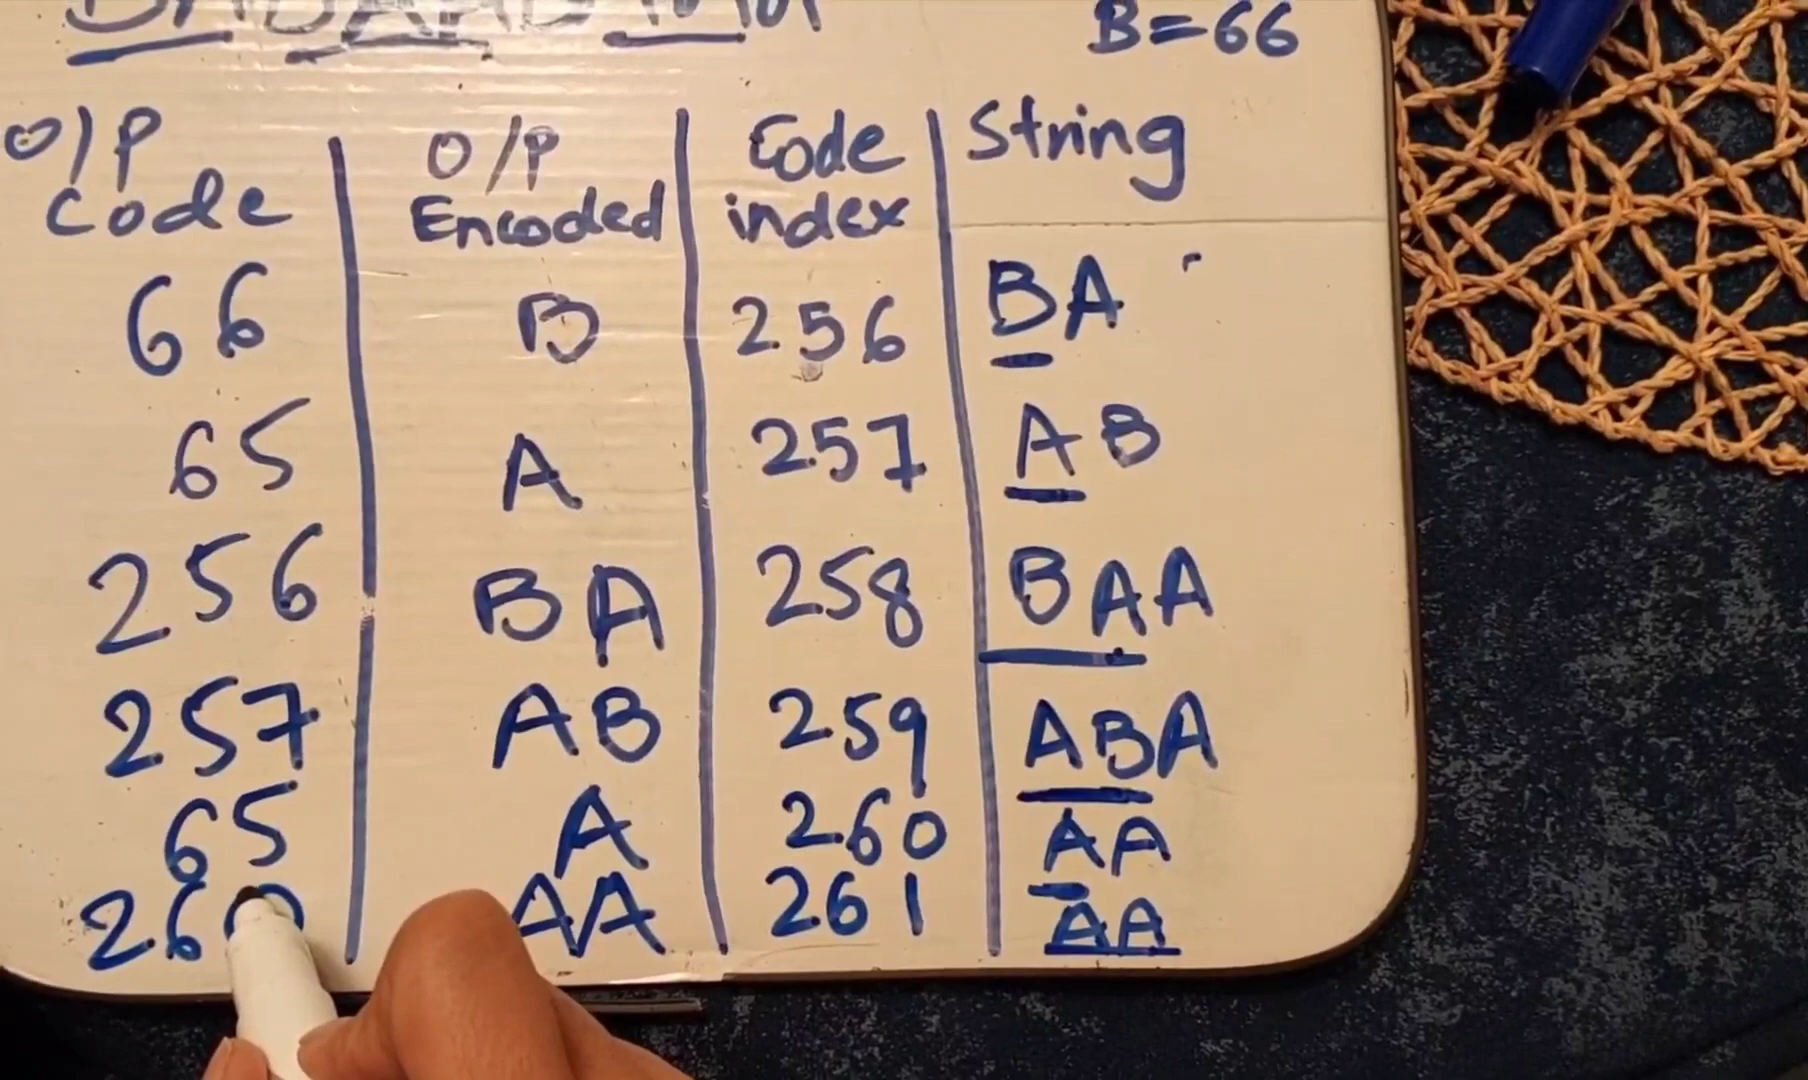 B=66
O/P Code | O/P Encoded | Code index | String
66 | B | 256 | BA
65 | A | 257 | AB
256 | BA | 258 | BAA
257 | AB | 259 | ABA
65 | A | 260 | AA
260 | AA | 261 | AA